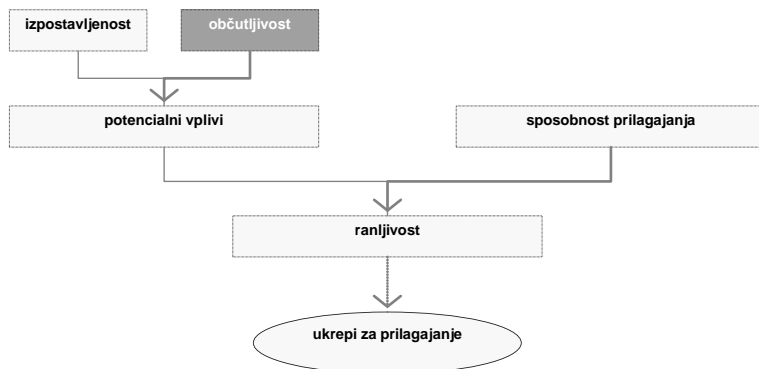 izpostavljenost
občutljivost
potencialni vplivi
sposobnost prilagajanja
ranljivost
ukrepi za prilagajanje